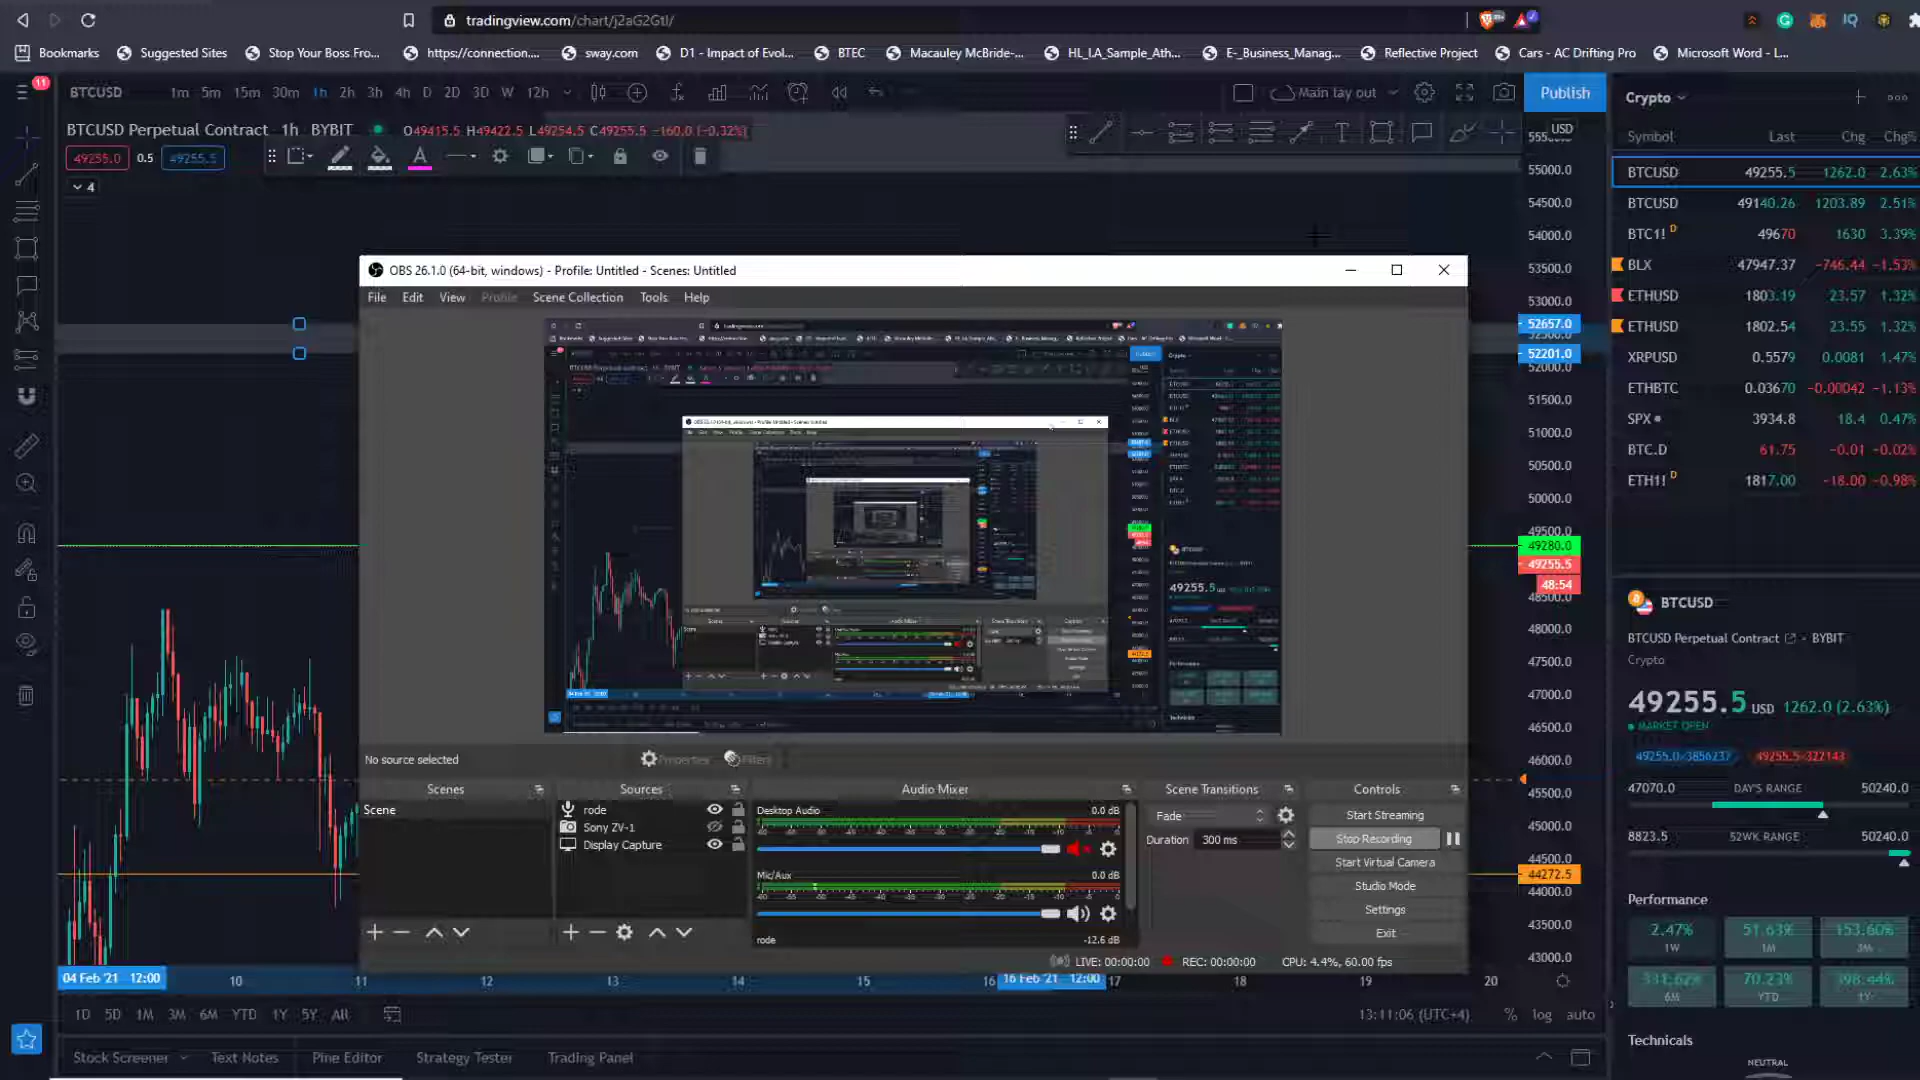 tradingview.com/chart/j2aG2Gtl/
Bookmarks Suggested Sites Stop Your Boss Fro... https://connection.... sway.com D1 - Impact of Evol... BTEC Macauley McBride-... HL_LA_Sample_Ath... E-_Business_Manag... Reflective Project Cars - AC Drifting Pro Microsoft Word - L...
11
BTCUSD 1m 5m 15m 30m 1h 2h 3h 4h D 2D 3D W 12h Main lay out Publish
Crypto
BTCUSD Perpetual Contract 1h BYBIT O49415.5 H49422.5 L49254.5 C49255.5 -160.0 (-0.32%)
USD
Symbol Last Chg Chg%
49255.0 0.5 49255.5
4
55000.0
54500.0
54000.0
53500.0
53000.0
52657.0
52201.0
52000.0
51500.0
51000.0
50500.0
50000.0
49500.0
49280.0
49255.5
48:54
48500.0
48000.0
47500.0
47000.0
46500.0
46000.0
45500.0
45000.0
44500.0
44272.5
44000.0
43500.0
43000.0
BTCUSD 49255.5 1262.0 2.63%
BTCUSD 49140.26 1203.89 2.51%
BTC1! D 49670 1630 3.39%
BLX 47947.37 -746.44 -1.53%
ETHUSD 1803.19 23.57 1.32%
ETHUSD 1802.54 23.55 1.32%
XRPUSD 0.5579 0.0081 1.47%
ETHBTC 0.03670 -0.00042 -1.13%
SPX 3934.8 18.4 0.47%
BTC.D 61.75 -0.01 -0.02%
ETH1! D 1817.00 -18.00 -0.98%
OBS 26.1.0 (64-bit, windows) - Profile: Untitled - Scenes: Untitled
File Edit View Profile Scene Collection Tools Help
No source selected Properties Filters
Scenes Sources Audio Mixer Scene Transitions Controls
Scene
rode
Sony ZV-1
Display Capture
Desktop Audio 0.0 dB
Mic/Aux 0.0 dB
rode -12.6 dB
Fade
Duration 300 ms
Start Streaming
Stop Recording
Start Virtual Camera
Studio Mode
Settings
Exit
LIVE: 00:00:00 REC: 00:00:00 CPU: 4.4%, 60.00 fps
BTCUSD
BTCUSD Perpetual Contract - BYBIT
Crypto
49255.5 USD 1262.0 (2.63%)
MARKET OPEN
47070.0 DAY'S RANGE 50240.0
8823.5 52WK RANGE 50240.0
Performance
2.47% 51.63% 153.60%
1W 1M 3M
331.62% 70.23% 398.44%
6M YTD 1Y
Technicals
NEUTRAL
04 Feb '21 12:00 10 11 12 13 14 15 16 16 Feb '21 12:00 17 18 19 20
1D 5D 1M 3M 6M YTD 1Y 5Y All 13:11:06 (UTC+4) % log auto
Stock Screener Text Notes Pine Editor Strategy Tester Trading Panel